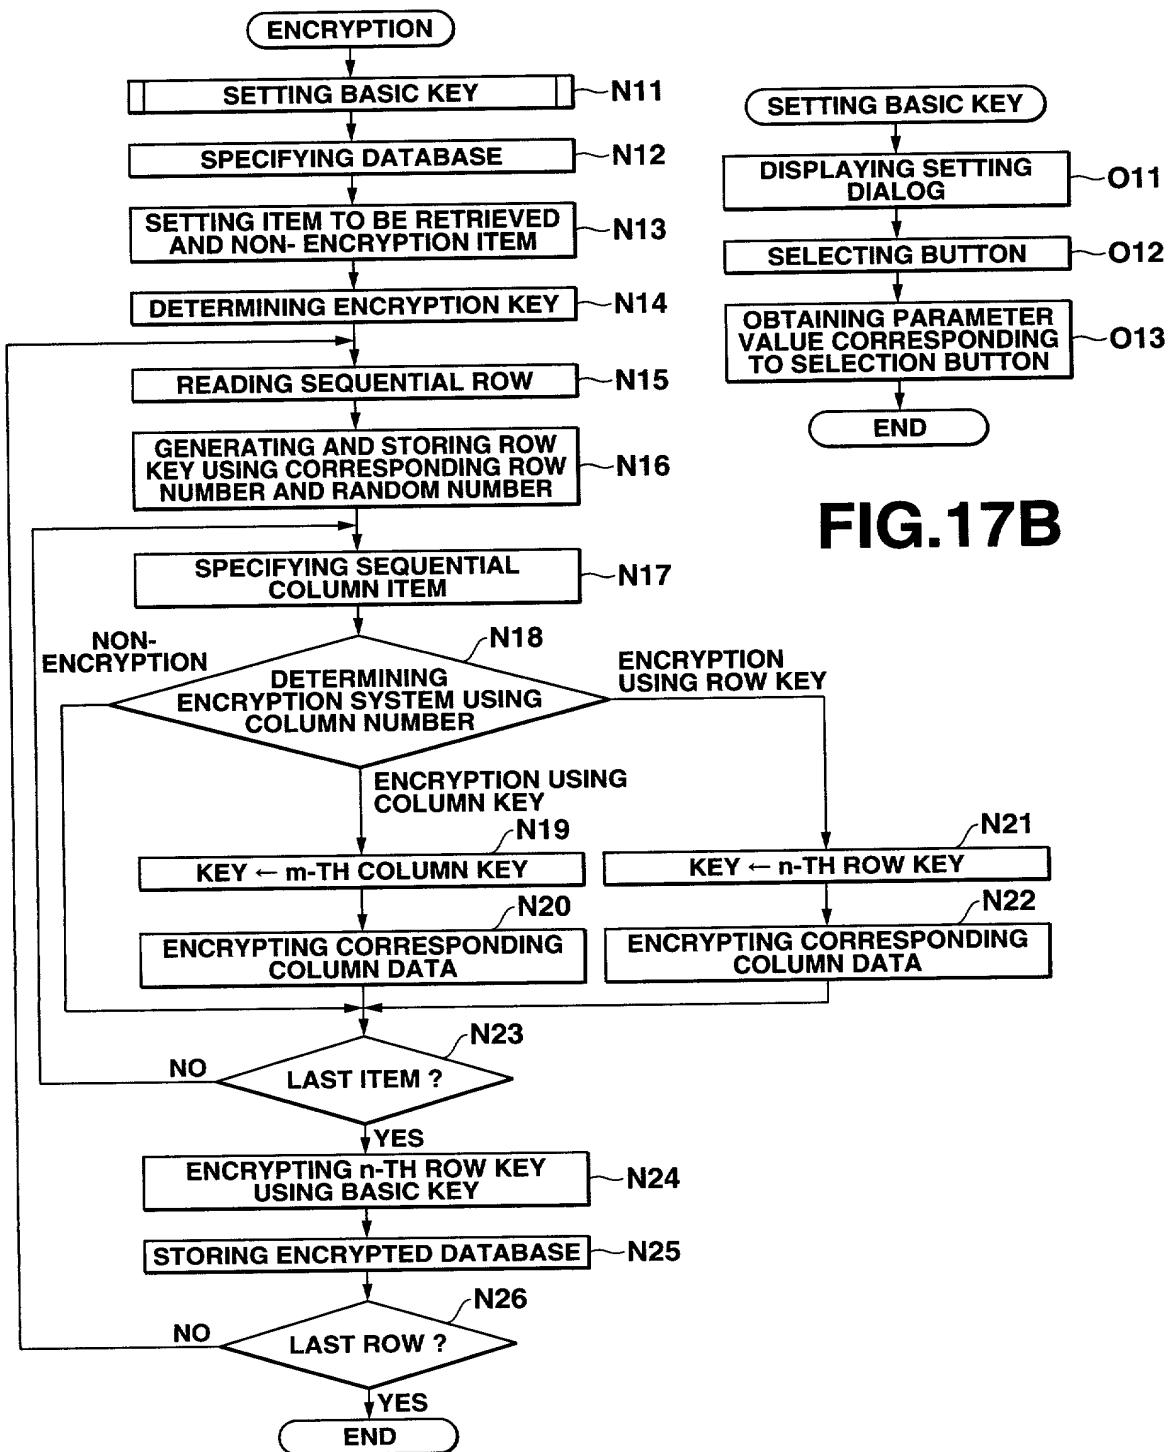 ENCRYPTION
SETTING BASIC KEY
N11
SPECIFYING DATABASE
N12
SETTING ITEM TO BE RETRIEVED
AND NON- ENCRYPTION ITEM
N13
DETERMINING ENCRYPTION KEY
N14
READING SEQUENTIAL ROW
N15
GENERATING AND STORING ROW
KEY USING CORRESPONDING ROW
NUMBER AND RANDOM NUMBER
N16
SPECIFYING SEQUENTIAL
COLUMN ITEM
N17
NON-
ENCRYPTION
N18
DETERMINING
ENCRYPTION SYSTEM USING
COLUMN NUMBER
ENCRYPTION
USING ROW KEY
ENCRYPTION USING
COLUMN KEY
N19
KEY ← m-TH COLUMN KEY
N20
ENCRYPTING CORRESPONDING
COLUMN DATA
N21
KEY ← n-TH ROW KEY
N22
ENCRYPTING CORRESPONDING
COLUMN DATA
N23
NO
LAST ITEM ?
YES
ENCRYPTING n-TH ROW KEY
USING BASIC KEY
N24
STORING ENCRYPTED DATABASE
N25
N26
NO
LAST ROW ?
YES
END
SETTING BASIC KEY
DISPLAYING SETTING
DIALOG
O11
SELECTING BUTTON
O12
OBTAINING PARAMETER
VALUE CORRESPONDING
TO SELECTION BUTTON
O13
END
FIG.17B